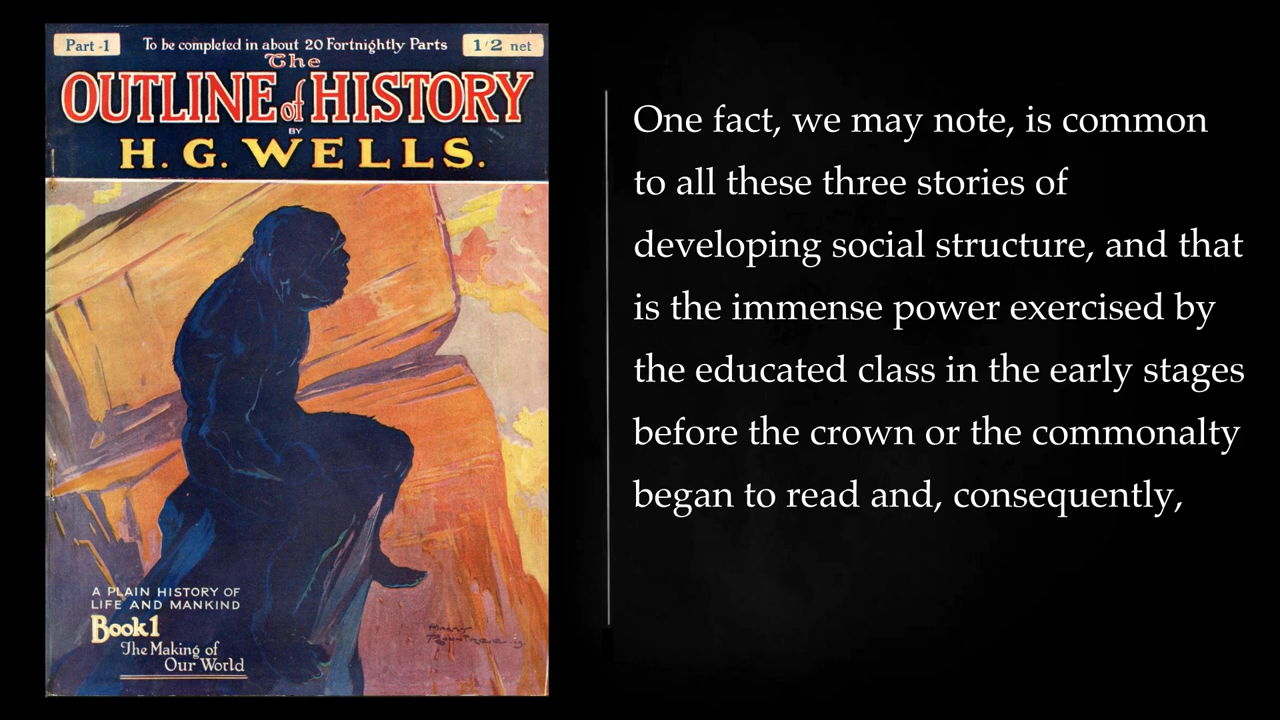 Part -1
To be completed in about 20 Fortnightly Parts
1/2 net
The
OUTLINE of HISTORY
BY
H. G. WELLS.
A PLAIN HISTORY OF
LIFE AND MANKIND
Book 1
The Making of
Our World
One fact, we may note, is common
to all these three stories of
developing social structure, and that
is the immense power exercised by
the educated class in the early stages
before the crown or the commonalty
began to read and, consequently,